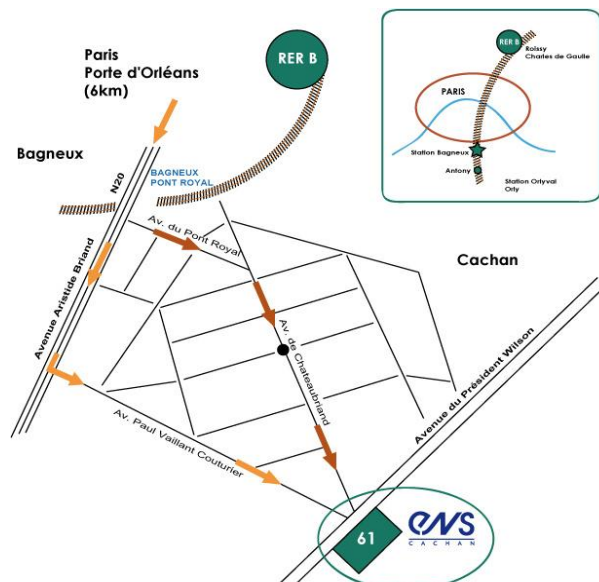 Paris
Porte d'Orléans
(6km)
RER B
Bagneux
N20
BAGNEUX
PONT ROYAL
Av. du Pont Royal
Avenue Aristide Briand
Av. de Chateaubriand
Av. Paul Vaillant Couturier
Cachan
Avenue du Président Wilson
61
ens
CACHAN
RER B
Roissy
Charles de Gaulle
PARIS
Station Bagneux
Antony
Station Orlyval
Orly